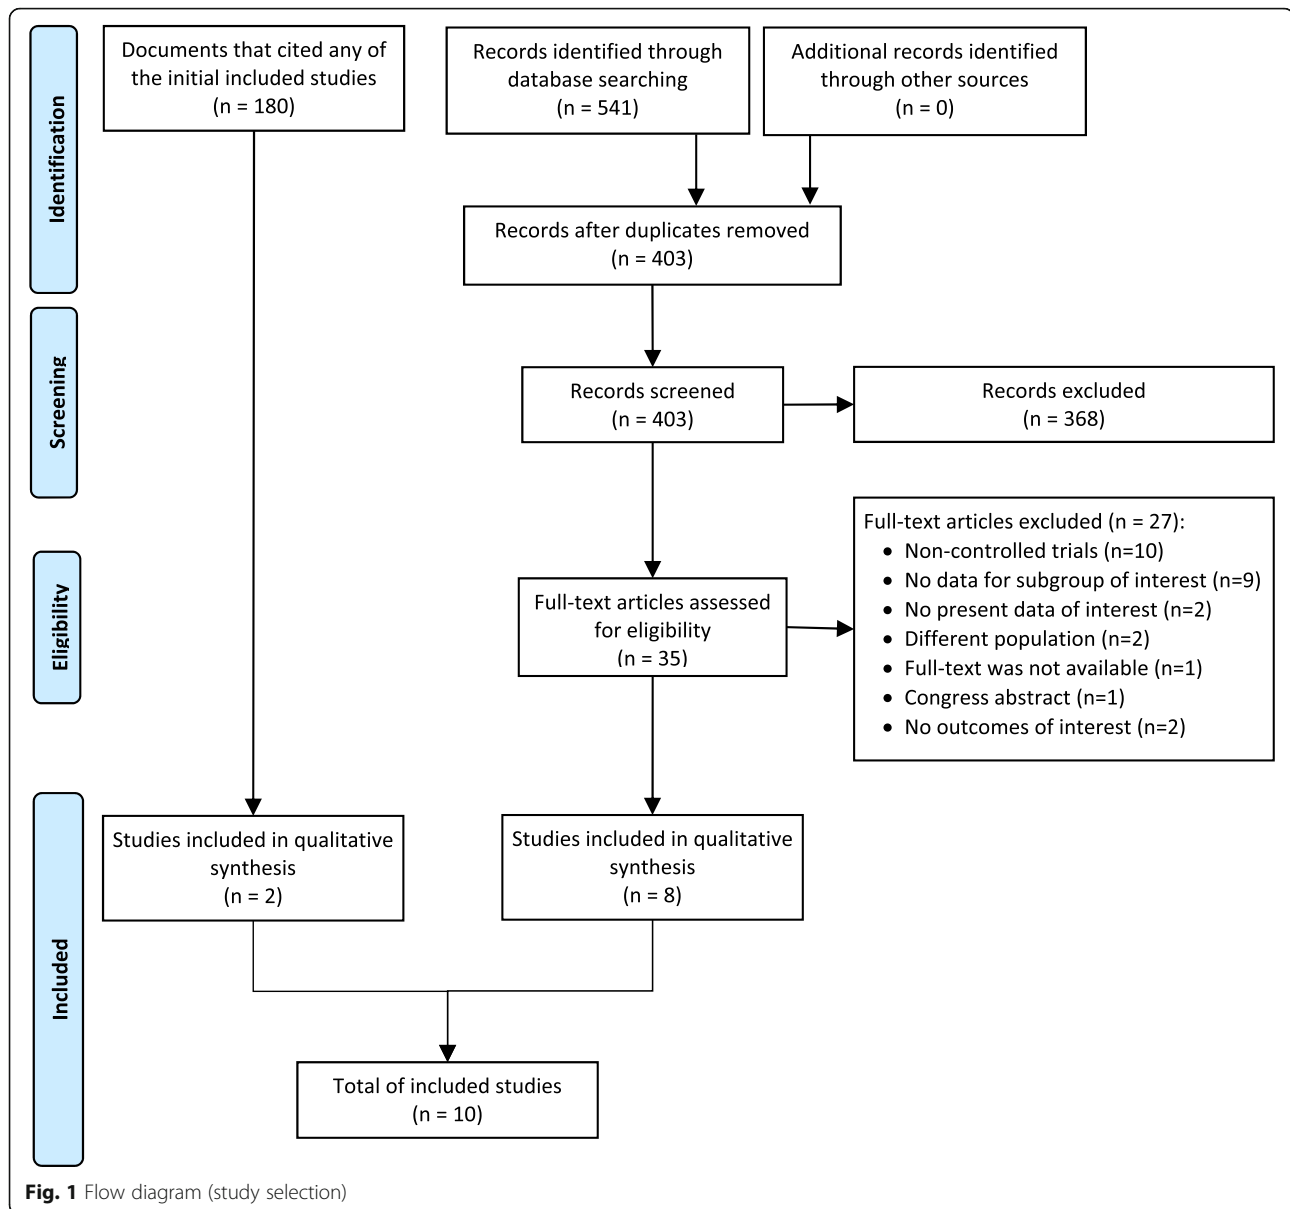 Identification
Documents that cited any of
the initial included studies
(n = 180)
Records identified through
database searching
(n = 541)
Additional records identified
through other sources
(n = 0)
Records after duplicates removed
(n = 403)
Screening
Records screened
(n = 403)
Records excluded
(n = 368)
Eligibility
Full-text articles assessed
for eligibility
(n = 35)
Full-text articles excluded (n = 27):
• Non-controlled trials (n=10)
• No data for subgroup of interest (n=9)
• No present data of interest (n=2)
• Different population (n=2)
• Full-text was not available (n=1)
• Congress abstract (n=1)
• No outcomes of interest (n=2)
Included
Studies included in qualitative
synthesis
(n = 2)
Studies included in qualitative
synthesis
(n = 8)
Total of included studies
(n = 10)
Fig. 1 Flow diagram (study selection)